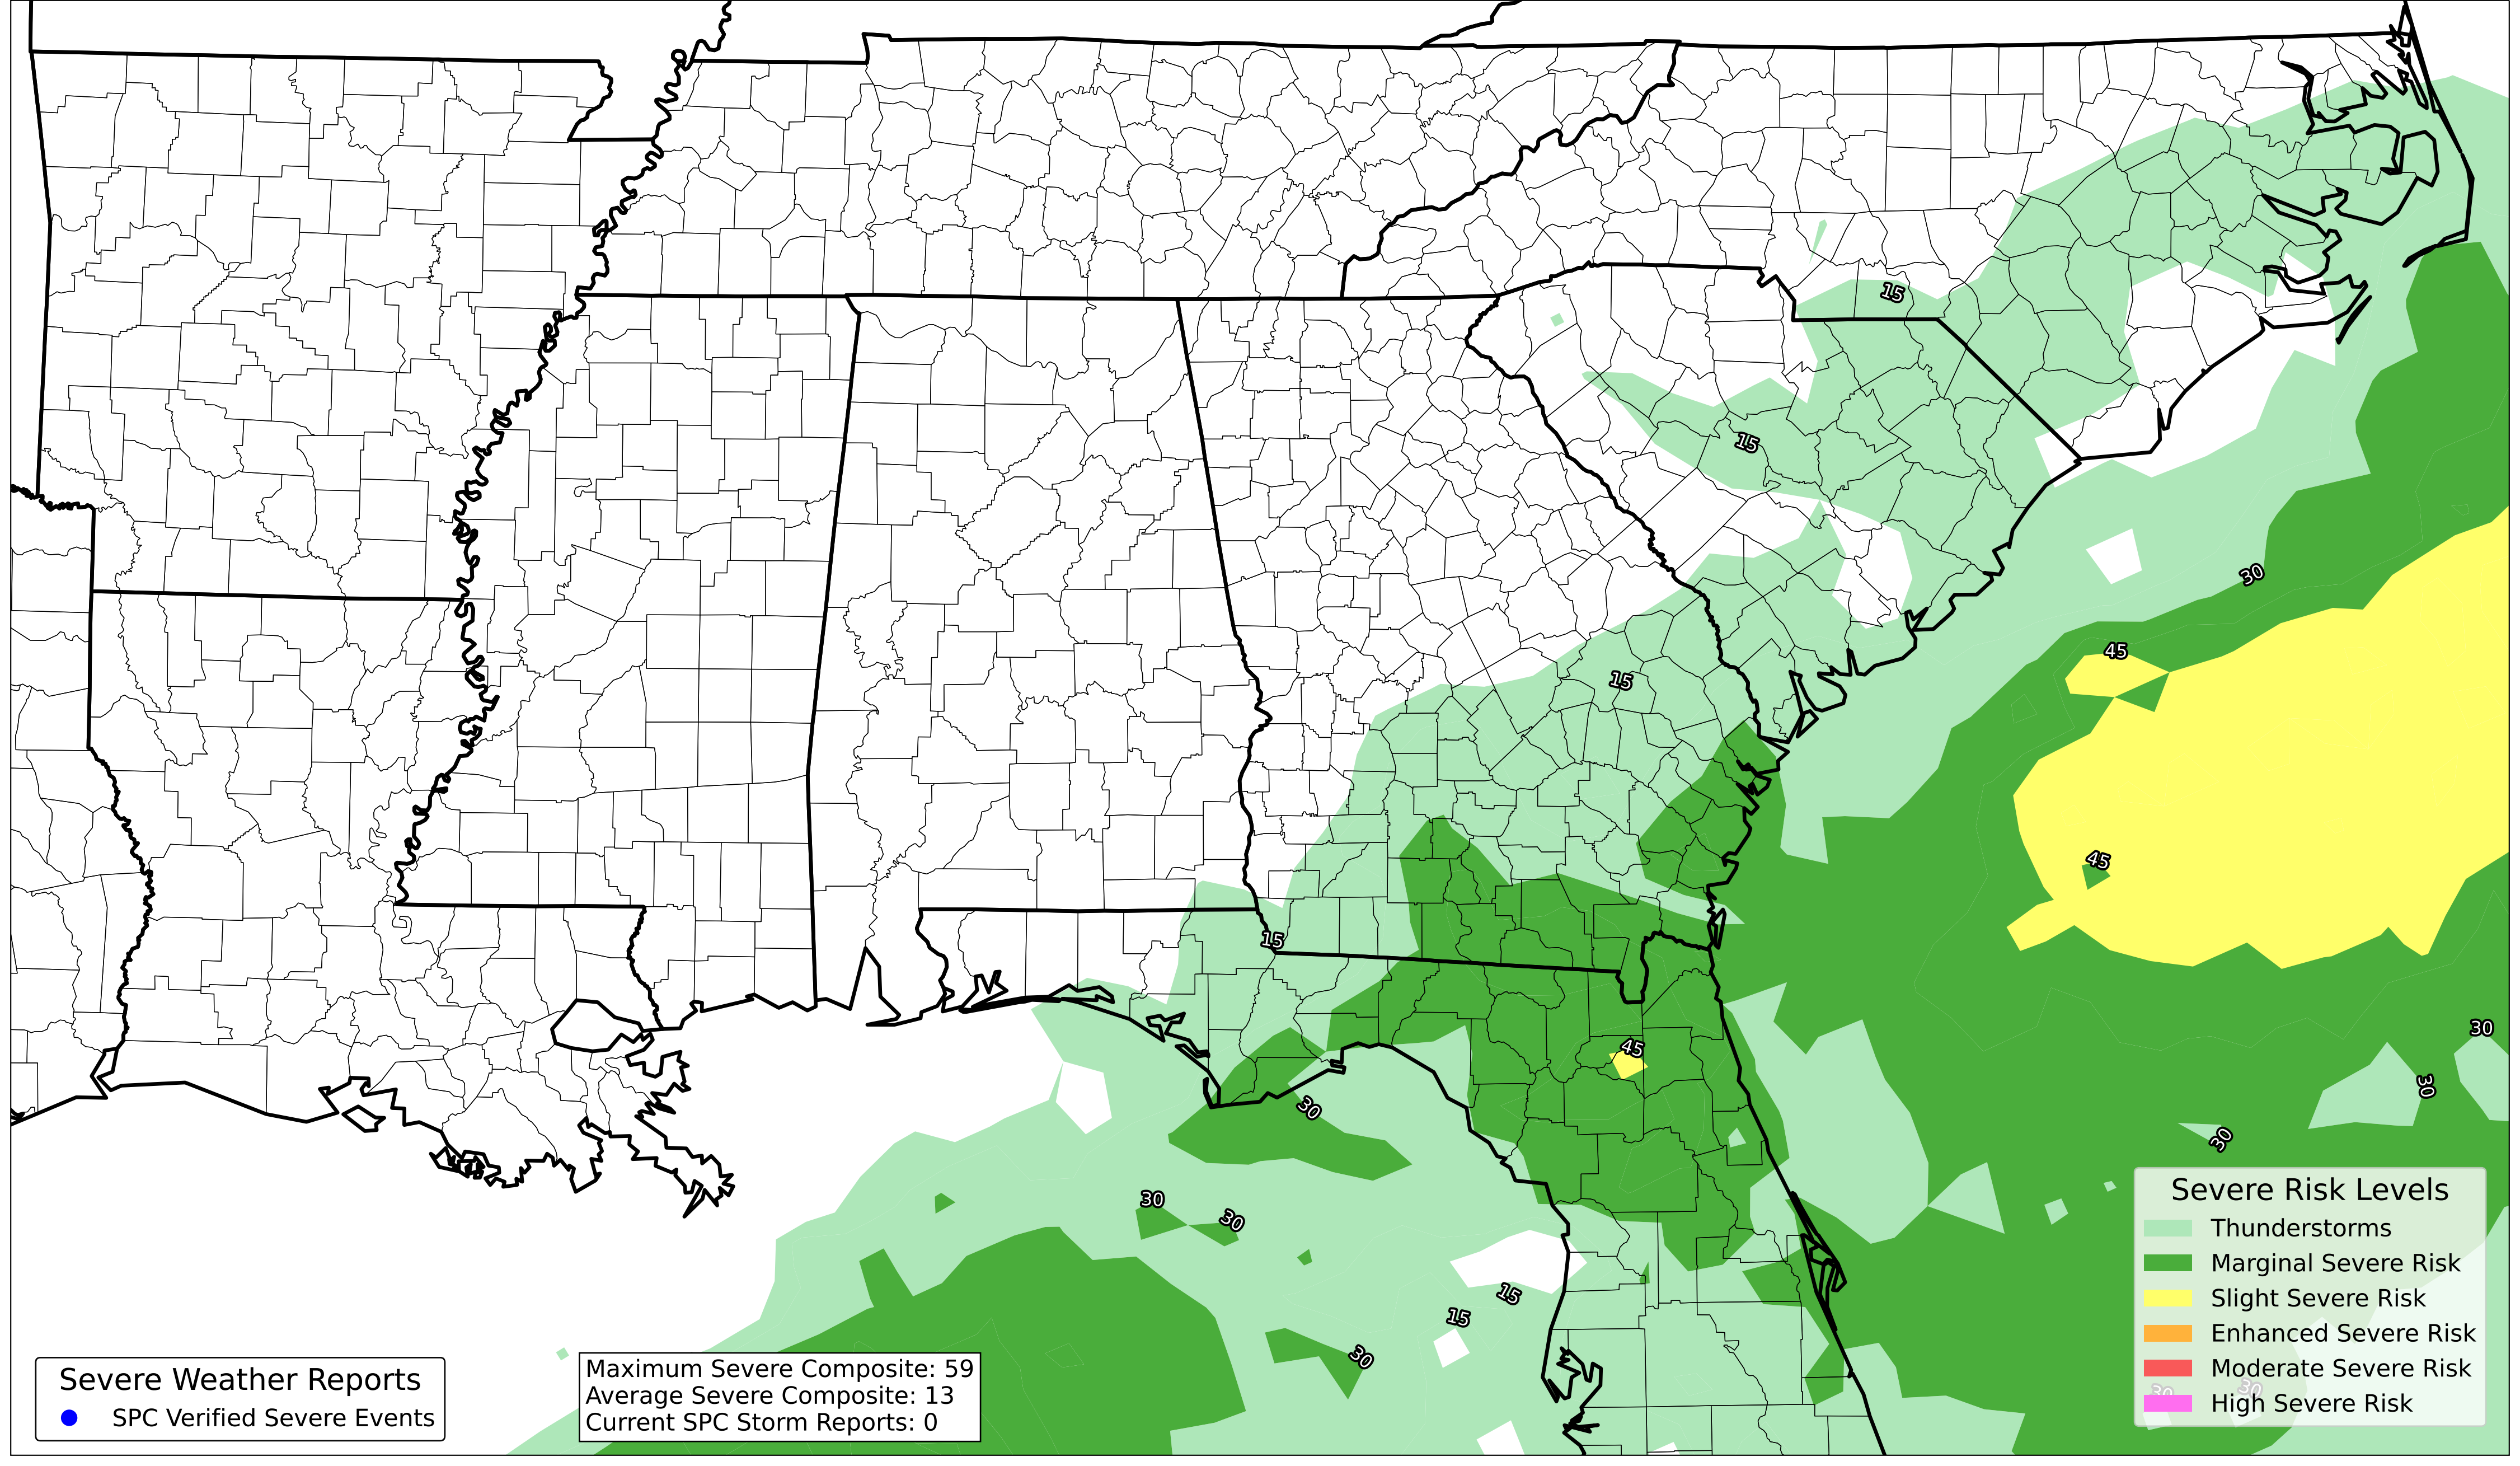 15
15
30
45
15
45
15
30
45
30
30
30
30
30
15
15
30
Severe Risk Levels
Thunderstorms
Marginal Severe Risk
Slight Severe Risk
Enhanced Severe Risk
Moderate Severe Risk
High Severe Risk
30
30
Severe Weather Reports
SPC Verified Severe Events
Maximum Severe Composite: 59
Average Severe Composite: 13
Current SPC Storm Reports: 0